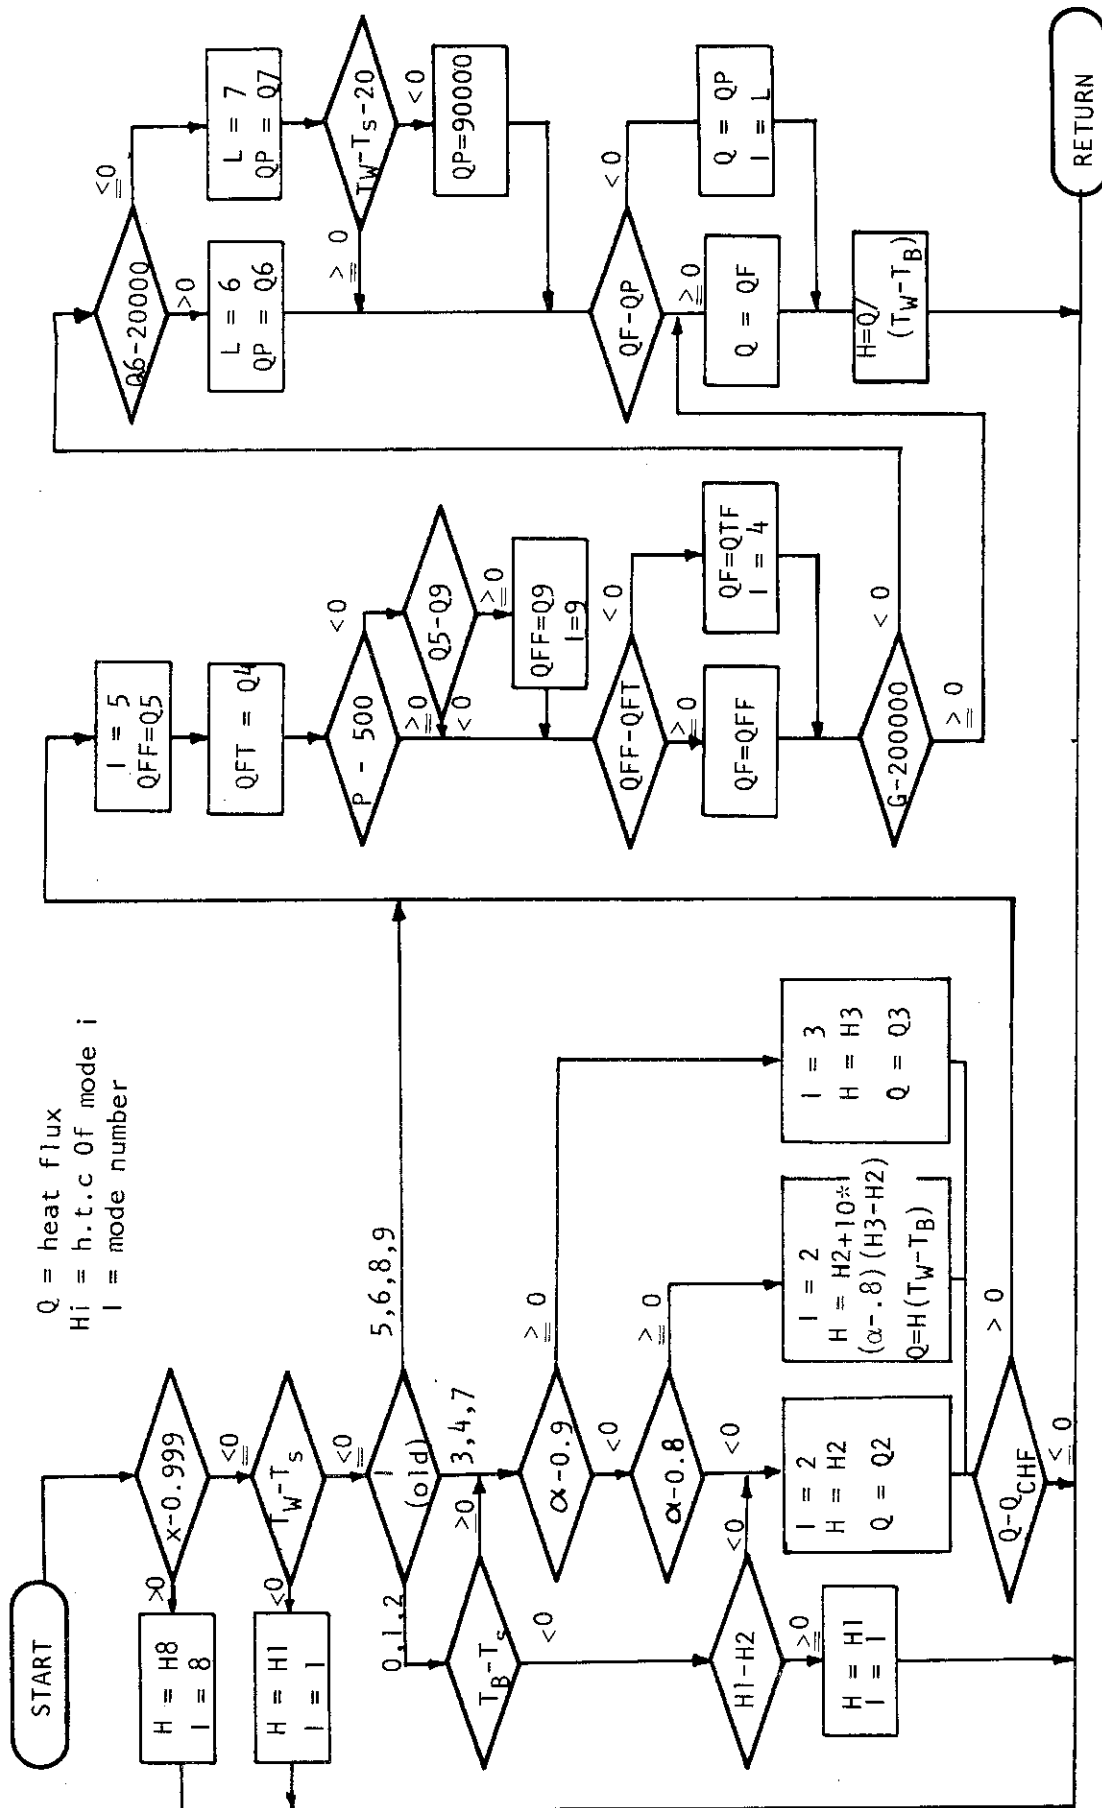 START
Q = heat flux
Hi = h.t.c Of mode i
I = mode number
x-0.999
>0
H = H8
I = 8
<=0
TW-Ts
<0
H = H1
I = 1
<=0
I
(old)
0,1,2
5,6,8,9
3,4,7
TB-Ts
>=0
<0
α-0.9
>=0
<0
α-0.8
>=0
<0
H1-H2
<0
>=0
H = H1
I = 1
I = 2
H = H2
Q = Q2
I = 2
H = H2+10*
(α-.8)(H3-H2)
Q=H(TW-TB)
I = 3
H = H3
Q = Q3
Q-QCHF
> 0
<=0
I = 5
QFF=Q5
QFT = Q4
P - 500
<0
>=0
Q5-Q9
<0
>=0
QFF=Q9
I=9
QFF-QFT
<0
>=0
QF=QFF
QF=QTF
I = 4
G-200000
<0
>=0
Q6-20000
<=0
>0
L = 6
QP = Q6
L = 7
QP = Q7
TW-Ts-20
>=0
<0
QP=90000
QF-QP
<0
>=0
Q = QF
Q = QP
I = L
H=Q/
(TW-TB)
RETURN